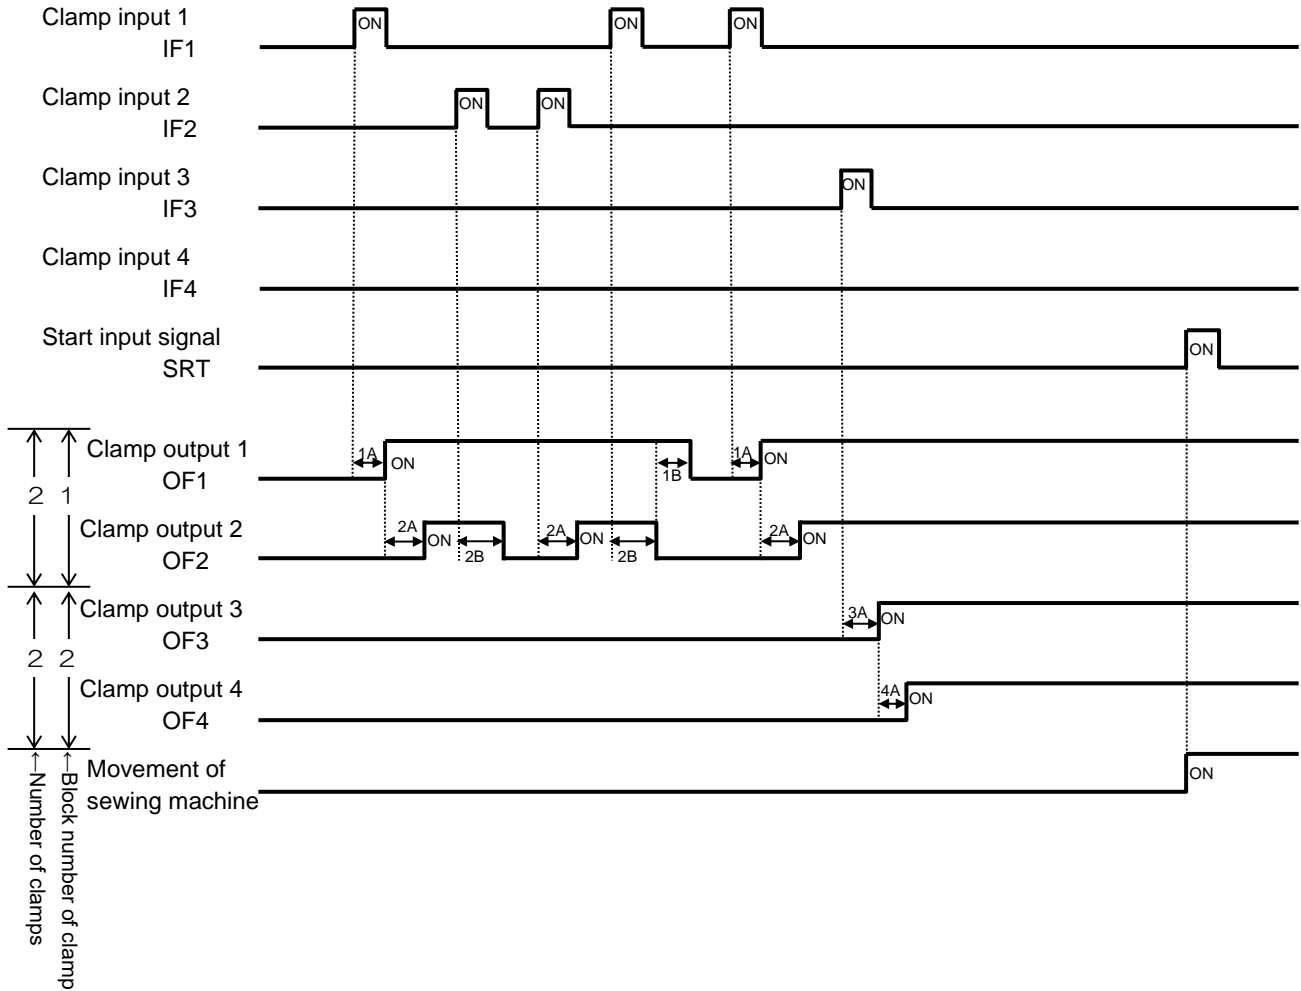 Clamp input 1
IF1
ON ON ON
Clamp input 2
IF2
ON ON
Clamp input 3
IF3
ON
Clamp input 4
IF4
Start input signal
SRT
ON
Clamp output 1
OF1
1A ON 1B 1A ON
2 1
Clamp output 2
OF2
2A ON 2B 2A ON 2B 2A ON
Clamp output 3
OF3
3A ON
2 2
Clamp output 4
OF4
4A ON
Movement of
sewing machine
ON
←Number of clamps
←Block number of clamp